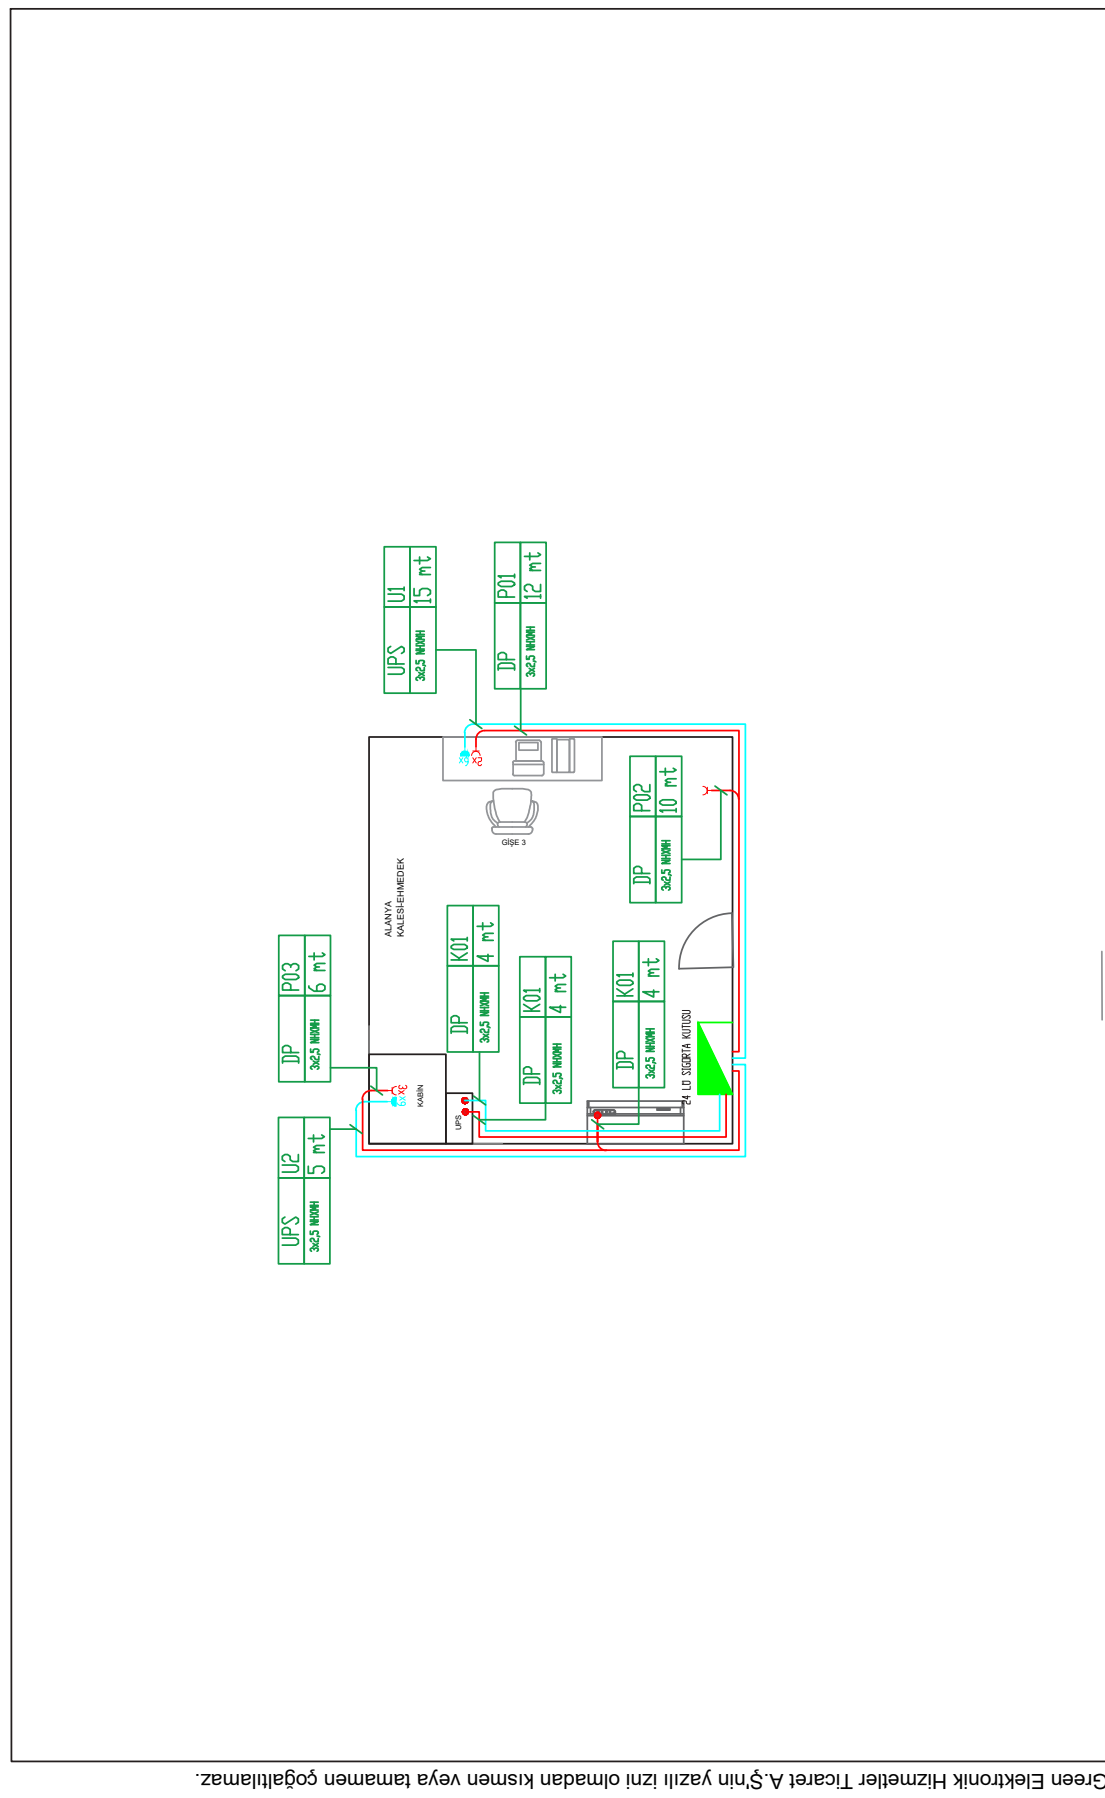 UPS U1
3x2,5 NHXMH 15 mt
DP P01
3x2,5 NHXMH 12 mt
DP P02
3x2,5 NHXMH 10 mt
GİŞE 3
ALANYA
KALESİ-EHMEDEK
DP P03
3x2,5 NHXMH 6 mt
DP K01
3x2,5 NHXMH 4 mt
DP K01
3x2,5 NHXMH 4 mt
DP K01
3x2,5 NHXMH 4 mt
24 LÜ SİGORTA KUTUSU
KABİN
UPS
3x
UPS U2
3x2,5 NHXMH 5 mt
Green Elektronik Hizmetler Ticaret A.Ş'nin yazılı izni olmadan kısmen veya tamamen çoğaltılamaz.